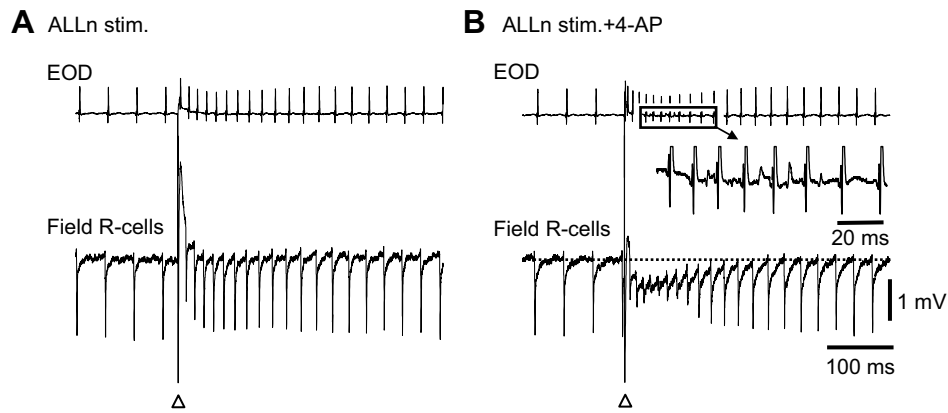 A ALLn stim.
B ALLn stim.+4-AP
EOD
EOD
20 ms
Field R-cells
Field R-cells
1 mV
100 ms